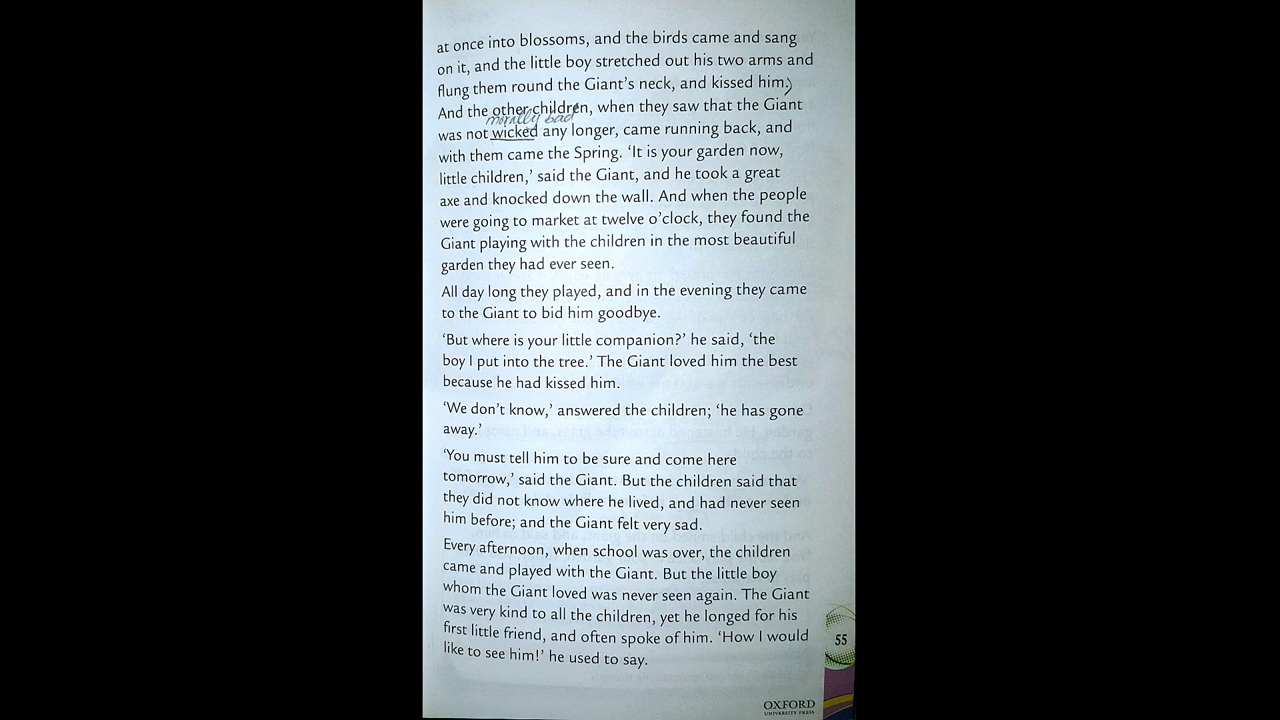 at once into blossoms, and the birds came and sang
on it, and the little boy stretched out his two arms and
flung them round the Giant's neck, and kissed him.)
And the other children, when they saw that the Giant
morally bad
was not wicked any longer, came running back, and
with them came the Spring. ‘It is your garden now,
little children,’ said the Giant, and he took a great
axe and knocked down the wall. And when the people
were going to market at twelve o’clock, they found the
Giant playing with the children in the most beautiful
garden they had ever seen.
All day long they played, and in the evening they came
to the Giant to bid him goodbye.
‘But where is your little companion?’ he said, ‘the
boy I put into the tree.’ The Giant loved him the best
because he had kissed him.
‘We don’t know,’ answered the children; ‘he has gone
away.’
‘You must tell him to be sure and come here
tomorrow,’ said the Giant. But the children said that
they did not know where he lived, and had never seen
him before; and the Giant felt very sad.
Every afternoon, when school was over, the children
came and played with the Giant. But the little boy
whom the Giant loved was never seen again. The Giant
was very kind to all the children, yet he longed for his
first little friend, and often spoke of him. ‘How I would
like to see him!’ he used to say.
55
OXFORD
UNIVERSITY PRESS